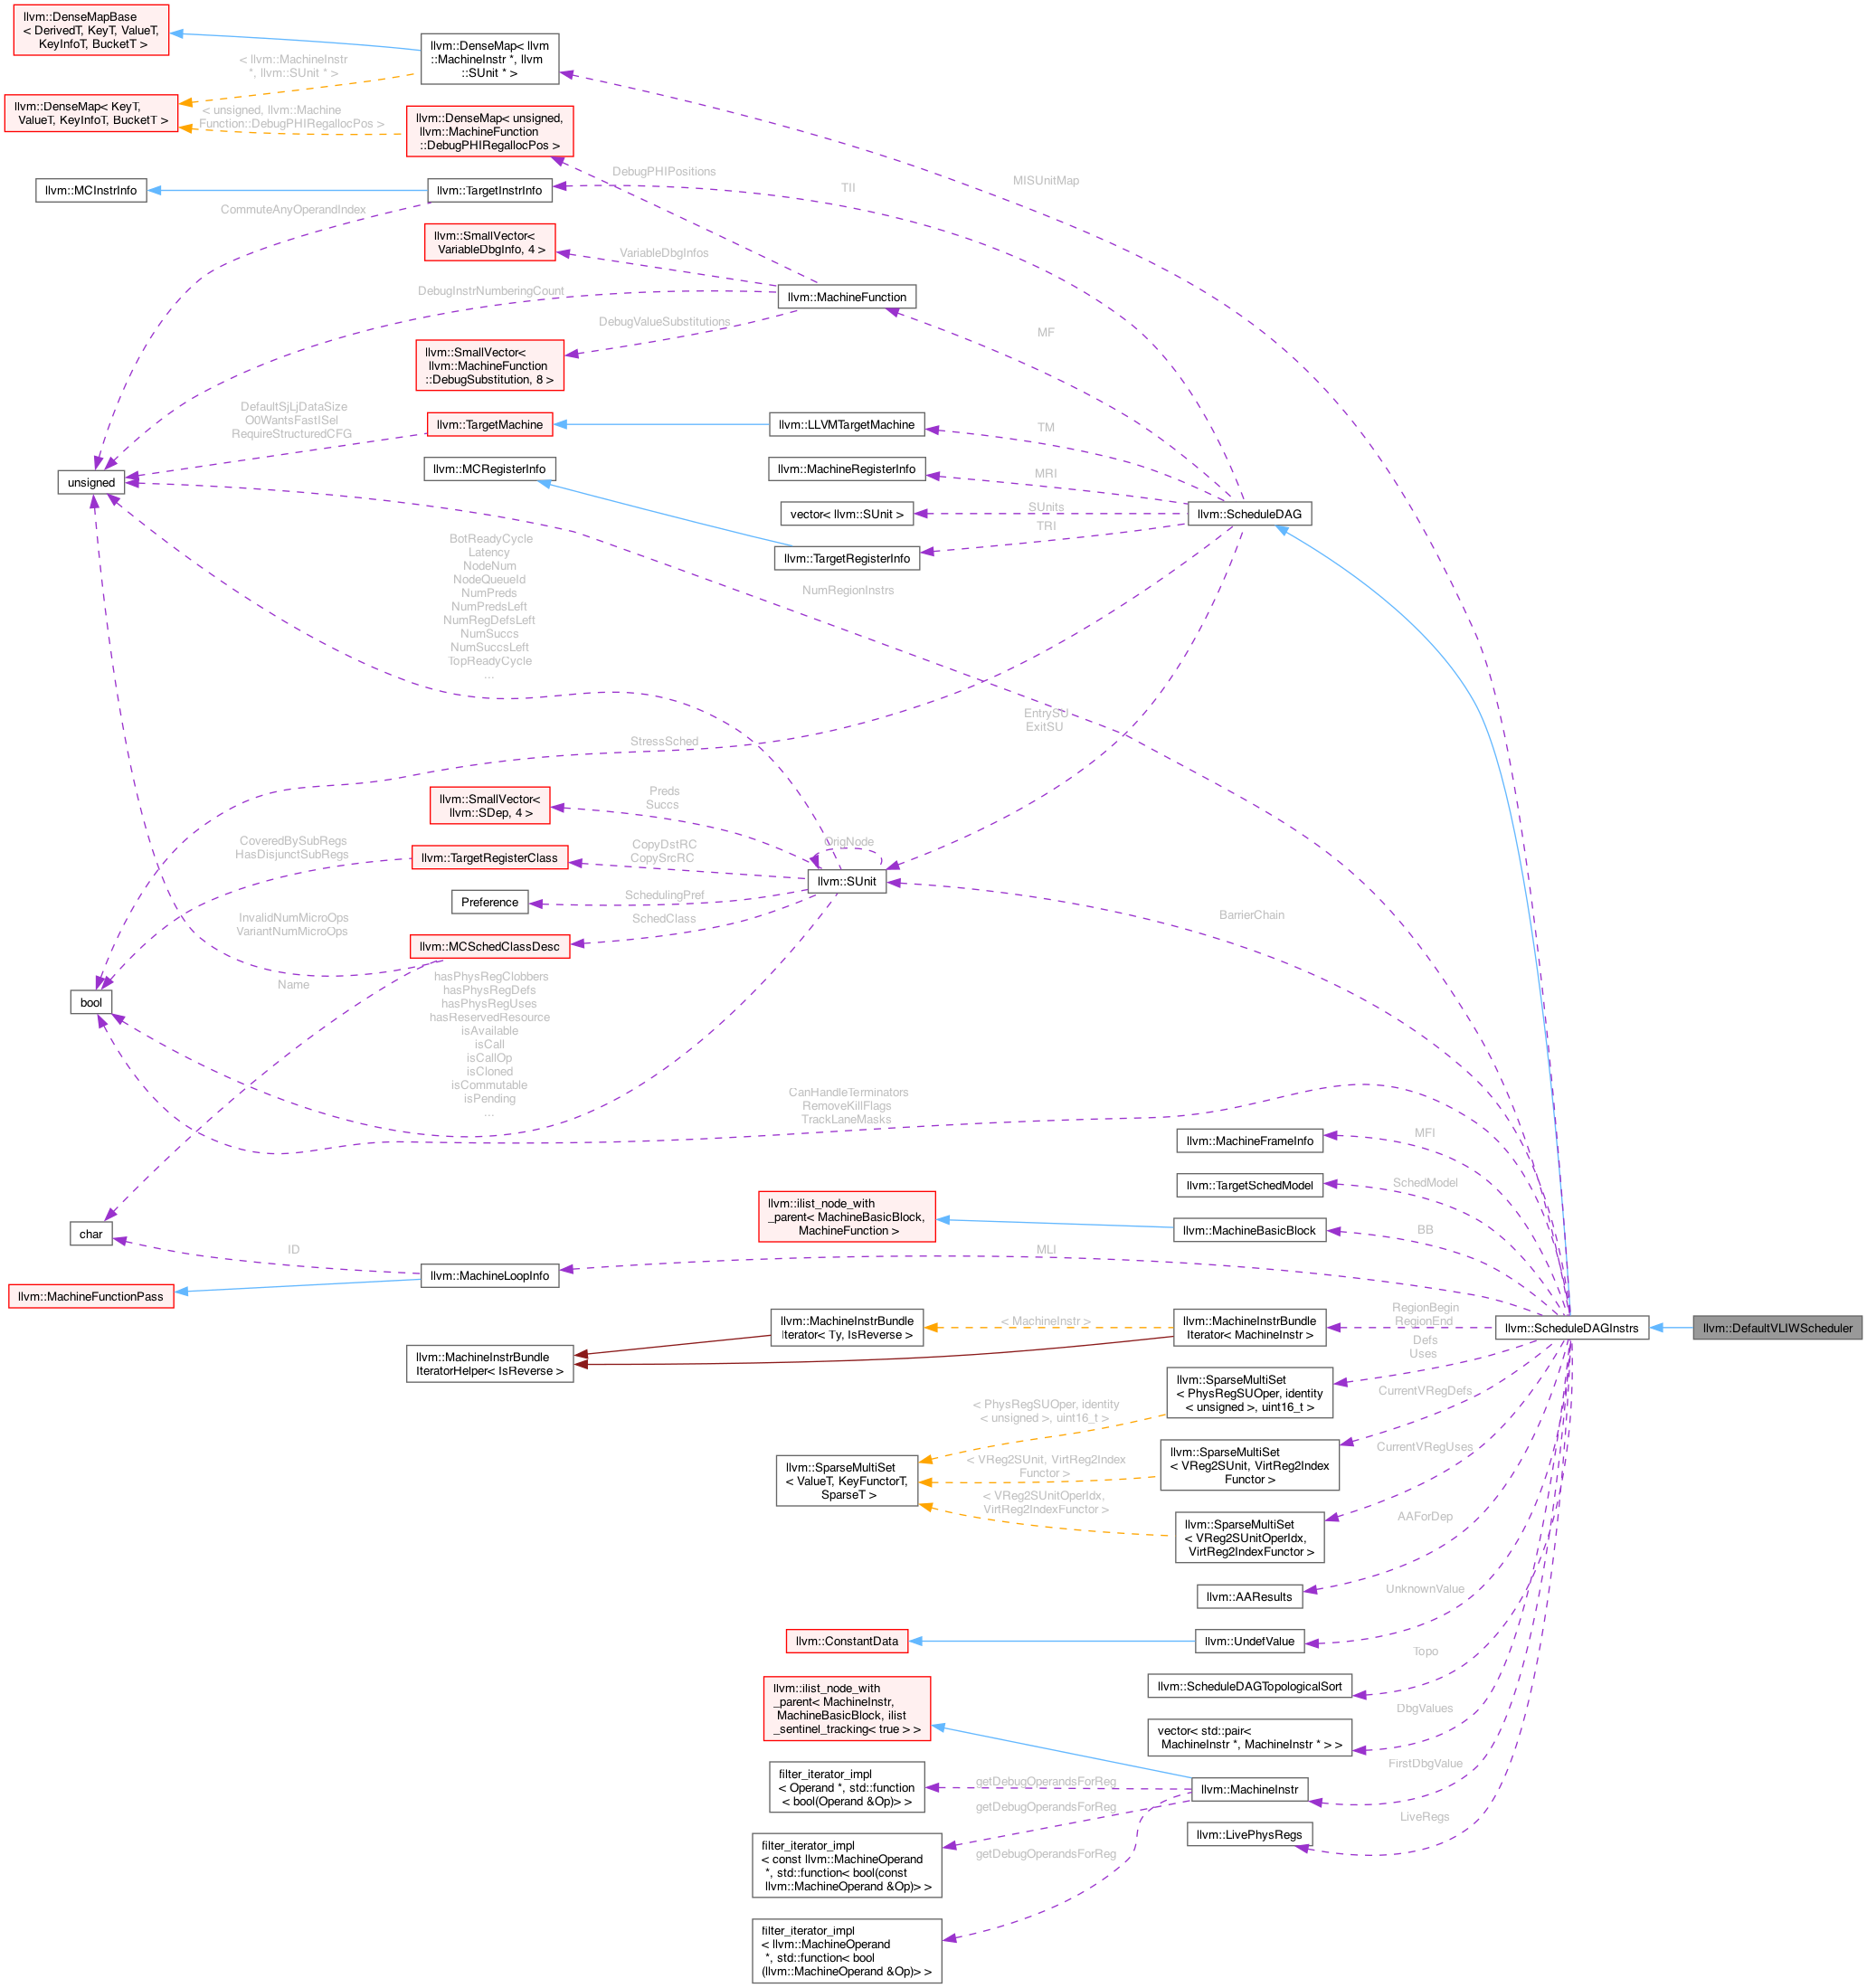 llvm::DenseMapBase
< DerivedT, KeyT, ValueT,
KeyInfoT, BucketT >
llvm::DenseMap< llvm
::MachineInstr *, llvm
::SUnit * >
< llvm::MachineInstr
*, llvm::SUnit * >
llvm::DenseMap< KeyT,
ValueT, KeyInfoT, BucketT >
< unsigned, llvm::Machine
Function::DebugPHIRegallocPos >
llvm::DenseMap< unsigned,
llvm::MachineFunction
::DebugPHIRegallocPos >
DebugPHIPositions
TII
MISUnitMap
llvm::MCInstrInfo
llvm::TargetInstrInfo
CommuteAnyOperandIndex
llvm::SmallVector<
VariableDbgInfo, 4 >
VariableDbgInfos
DebugInstrNumberingCount
llvm::MachineFunction
DebugValueSubstitutions
MF
llvm::SmallVector<
llvm::MachineFunction
::DebugSubstitution, 8 >
DefaultSjLjDataSize
O0WantsFastISel
RequireStructuredCFG
llvm::TargetMachine
llvm::LLVMTargetMachine
TM
unsigned
llvm::MCRegisterInfo
llvm::MachineRegisterInfo
MRI
vector< llvm::SUnit >
SUnits
llvm::ScheduleDAG
TRI
llvm::TargetRegisterInfo
BotReadyCycle
Latency
NodeNum
NodeQueueId
NumPreds
NumPredsLeft
NumRegDefsLeft
NumSuccs
NumSuccsLeft
TopReadyCycle
...
NumRegionInstrs
EntrySU
ExitSU
StressSched
llvm::SmallVector<
llvm::SDep, 4 >
Preds
Succs
CoveredBySubRegs
HasDisjunctSubRegs
llvm::TargetRegisterClass
CopyDstRC
CopySrcRC
OrigNode
llvm::SUnit
Preference
SchedulingPref
SchedClass
BarrierChain
InvalidNumMicroOps
VariantNumMicroOps
llvm::MCSchedClassDesc
Name
bool
hasPhysRegClobbers
hasPhysRegDefs
hasPhysRegUses
hasReservedResource
isAvailable
isCall
isCallOp
isCloned
isCommutable
isPending
...
CanHandleTerminators
RemoveKillFlags
TrackLaneMasks
llvm::MachineFrameInfo
MFI
llvm::TargetSchedModel
SchedModel
llvm::ilist_node_with
_parent< MachineBasicBlock,
MachineFunction >
llvm::MachineBasicBlock
BB
char
ID
llvm::MachineLoopInfo
MLI
llvm::MachineFunctionPass
llvm::MachineInstrBundle
Iterator< Ty, IsReverse >
< MachineInstr >
llvm::MachineInstrBundle
Iterator< MachineInstr >
RegionBegin
RegionEnd
llvm::ScheduleDAGInstrs
llvm::DefaultVLIWScheduler
llvm::MachineInstrBundle
IteratorHelper< IsReverse >
Defs
Uses
llvm::SparseMultiSet
< PhysRegSUOper, identity
< unsigned >, uint16_t >
CurrentVRegDefs
< PhysRegSUOper, identity
< unsigned >, uint16_t >
llvm::SparseMultiSet
< ValueT, KeyFunctorT,
SparseT >
< VReg2SUnit, VirtReg2Index
Functor >
llvm::SparseMultiSet
< VReg2SUnit, VirtReg2Index
Functor >
CurrentVRegUses
< VReg2SUnitOperIdx,
VirtReg2IndexFunctor >
llvm::SparseMultiSet
< VReg2SUnitOperIdx,
VirtReg2IndexFunctor >
AAForDep
llvm::AAResults
UnknownValue
llvm::ConstantData
llvm::UndefValue
Topo
llvm::ScheduleDAGTopologicalSort
DbgValues
vector< std::pair<
MachineInstr *, MachineInstr * > >
llvm::ilist_node_with
_parent< MachineInstr,
MachineBasicBlock, ilist
_sentinel_tracking< true > >
FirstDbgValue
filter_iterator_impl
< Operand *, std::function
< bool(Operand &Op)> >
getDebugOperandsForReg
llvm::MachineInstr
getDebugOperandsForReg
llvm::LivePhysRegs
LiveRegs
filter_iterator_impl
< const llvm::MachineOperand
*, std::function< bool(const
llvm::MachineOperand &Op)> >
getDebugOperandsForReg
filter_iterator_impl
< llvm::MachineOperand
*, std::function< bool
(llvm::MachineOperand &Op)> >